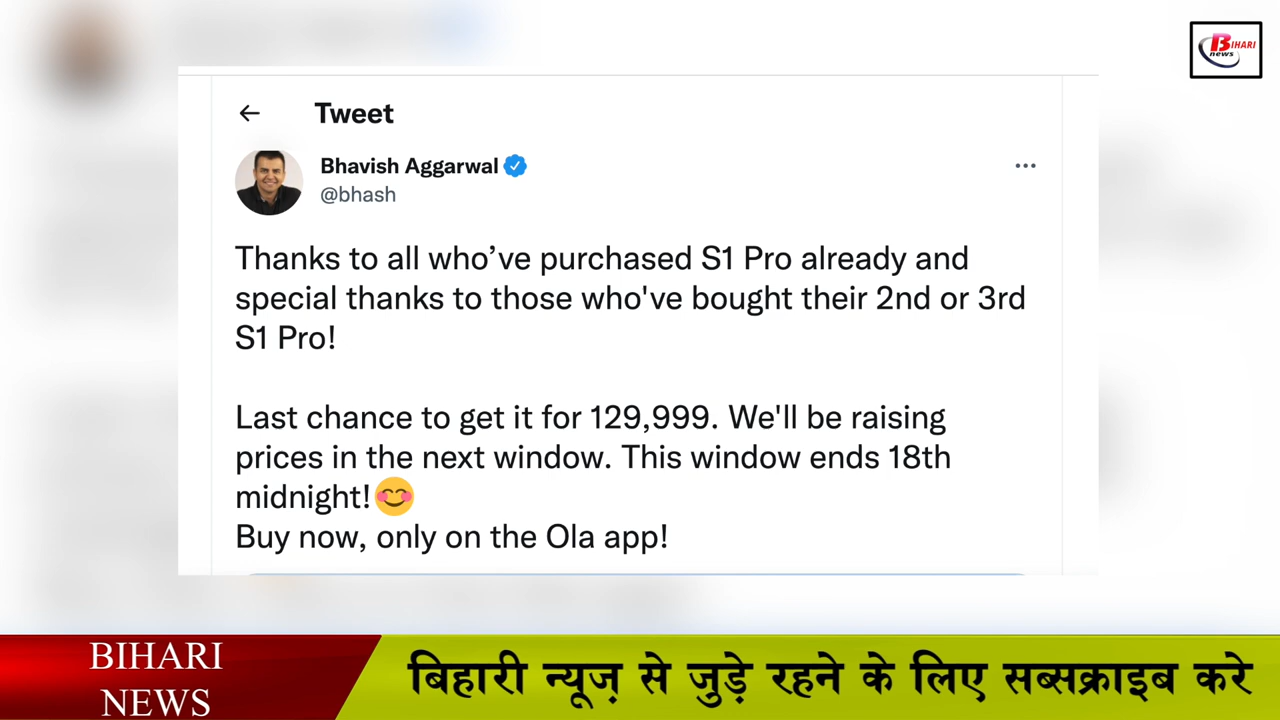 BIHARI
news
Tweet
Bhavish Aggarwal
@bhash
Thanks to all who’ve purchased S1 Pro already and
special thanks to those who've bought their 2nd or 3rd
S1 Pro!
Last chance to get it for 129,999. We'll be raising
prices in the next window. This window ends 18th
midnight!😊
Buy now, only on the Ola app!
BIHARI
NEWS
बिहारी न्यूज़ से जुड़े रहने के लिए सब्सक्राइब करे